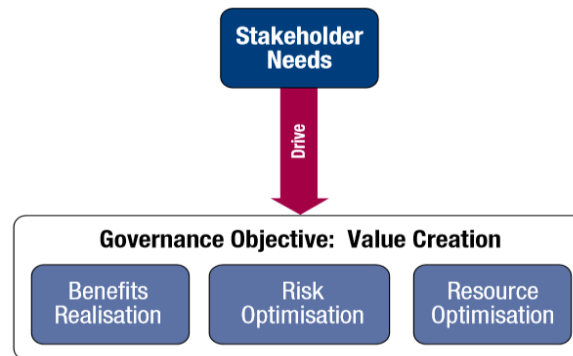 Stakeholder
Needs
Drive
Governance Objective: Value Creation
Benefits
Realisation
Risk
Optimisation
Resource
Optimisation